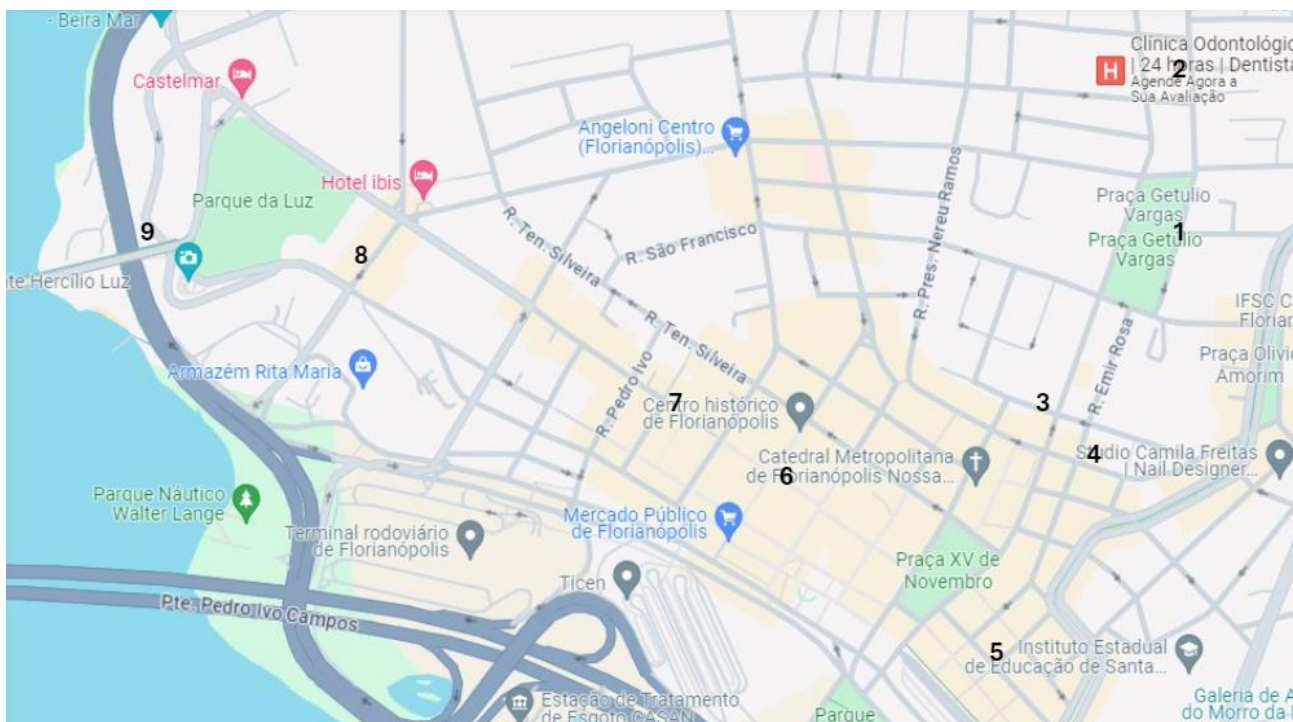 - Beira Mar
Clínica Odontológic
| 24 horas | Dentista
Agende Agora a
Sua Avaliação
2
Castelmar
Angeloni Centro
(Florianópolis)...
Hotel ibis
Parque da Luz
R. Ten. Silveira
R. São Francisco
R. Pres. Nereu Ramos
Praça Getulio
Vargas
Praça Getúlio
Vargas
1
9
8
te Hercílio Luz
IFSC C
Florian
R. Ten. Silveira
R. Emir Rosa
Praça Olivio
Amorim
Armazém Rita Maria
R. Pedro Ivo
7
Centro histórico
de Florianópolis
3
4
Studio Camila Freitas
| Nail Designer...
Catedral Metropolitana
de Florianópolis Nossa...
6
Parque Náutico
Walter Lange
Mercado Público
de Florianópolis
Terminal rodoviário
de Florianópolis
Praça XV de
Novembro
Ticen
Pte. Pedro Ivo Campos
5
Instituto Estadual
de Educação de Santa...
Estação de Tratamento
de Esgoto CASAN
Parque
Galeria de A
do Morro da